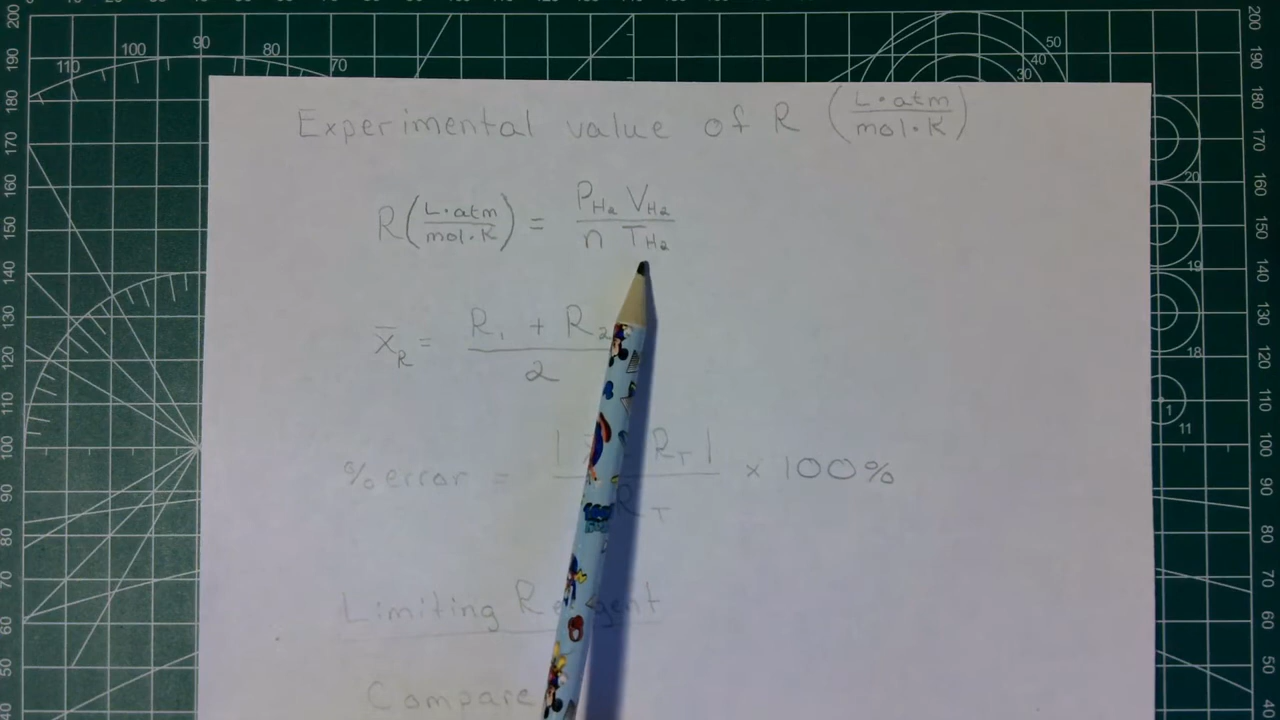 Experimental value of R (L·atm / mol·K)
R (L·atm / mol·K) = P_H2 V_H2 / n T_H2
x̄_R = R_1 + R_2 / 2
% error = | R_T | / R_T × 100%
Limiting
Compare